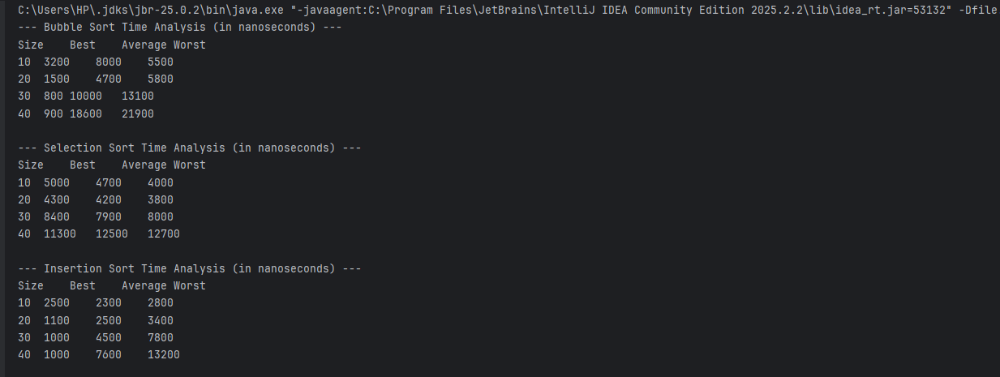 C:\Users\HP\.jdks\jbr-25.0.2\bin\java.exe "-javaagent:C:\Program Files\JetBrains\IntelliJ IDEA Community Edition 2025.2.2\lib\idea_rt.jar=53132" -Dfile
--- Bubble Sort Time Analysis (in nanoseconds) ---
Size    Best    Average Worst
10  3200    8000    5500
20  1500    4700    5800
30  800 10000   13100
40  900 18600   21900

--- Selection Sort Time Analysis (in nanoseconds) ---
Size    Best    Average Worst
10  5000    4700    4000
20  4300    4200    3800
30  8400    7900    8000
40  11300   12500   12700

--- Insertion Sort Time Analysis (in nanoseconds) ---
Size    Best    Average Worst
10  2500    2300    2800
20  1100    2500    3400
30  1000    4500    7800
40  1000    7600    13200